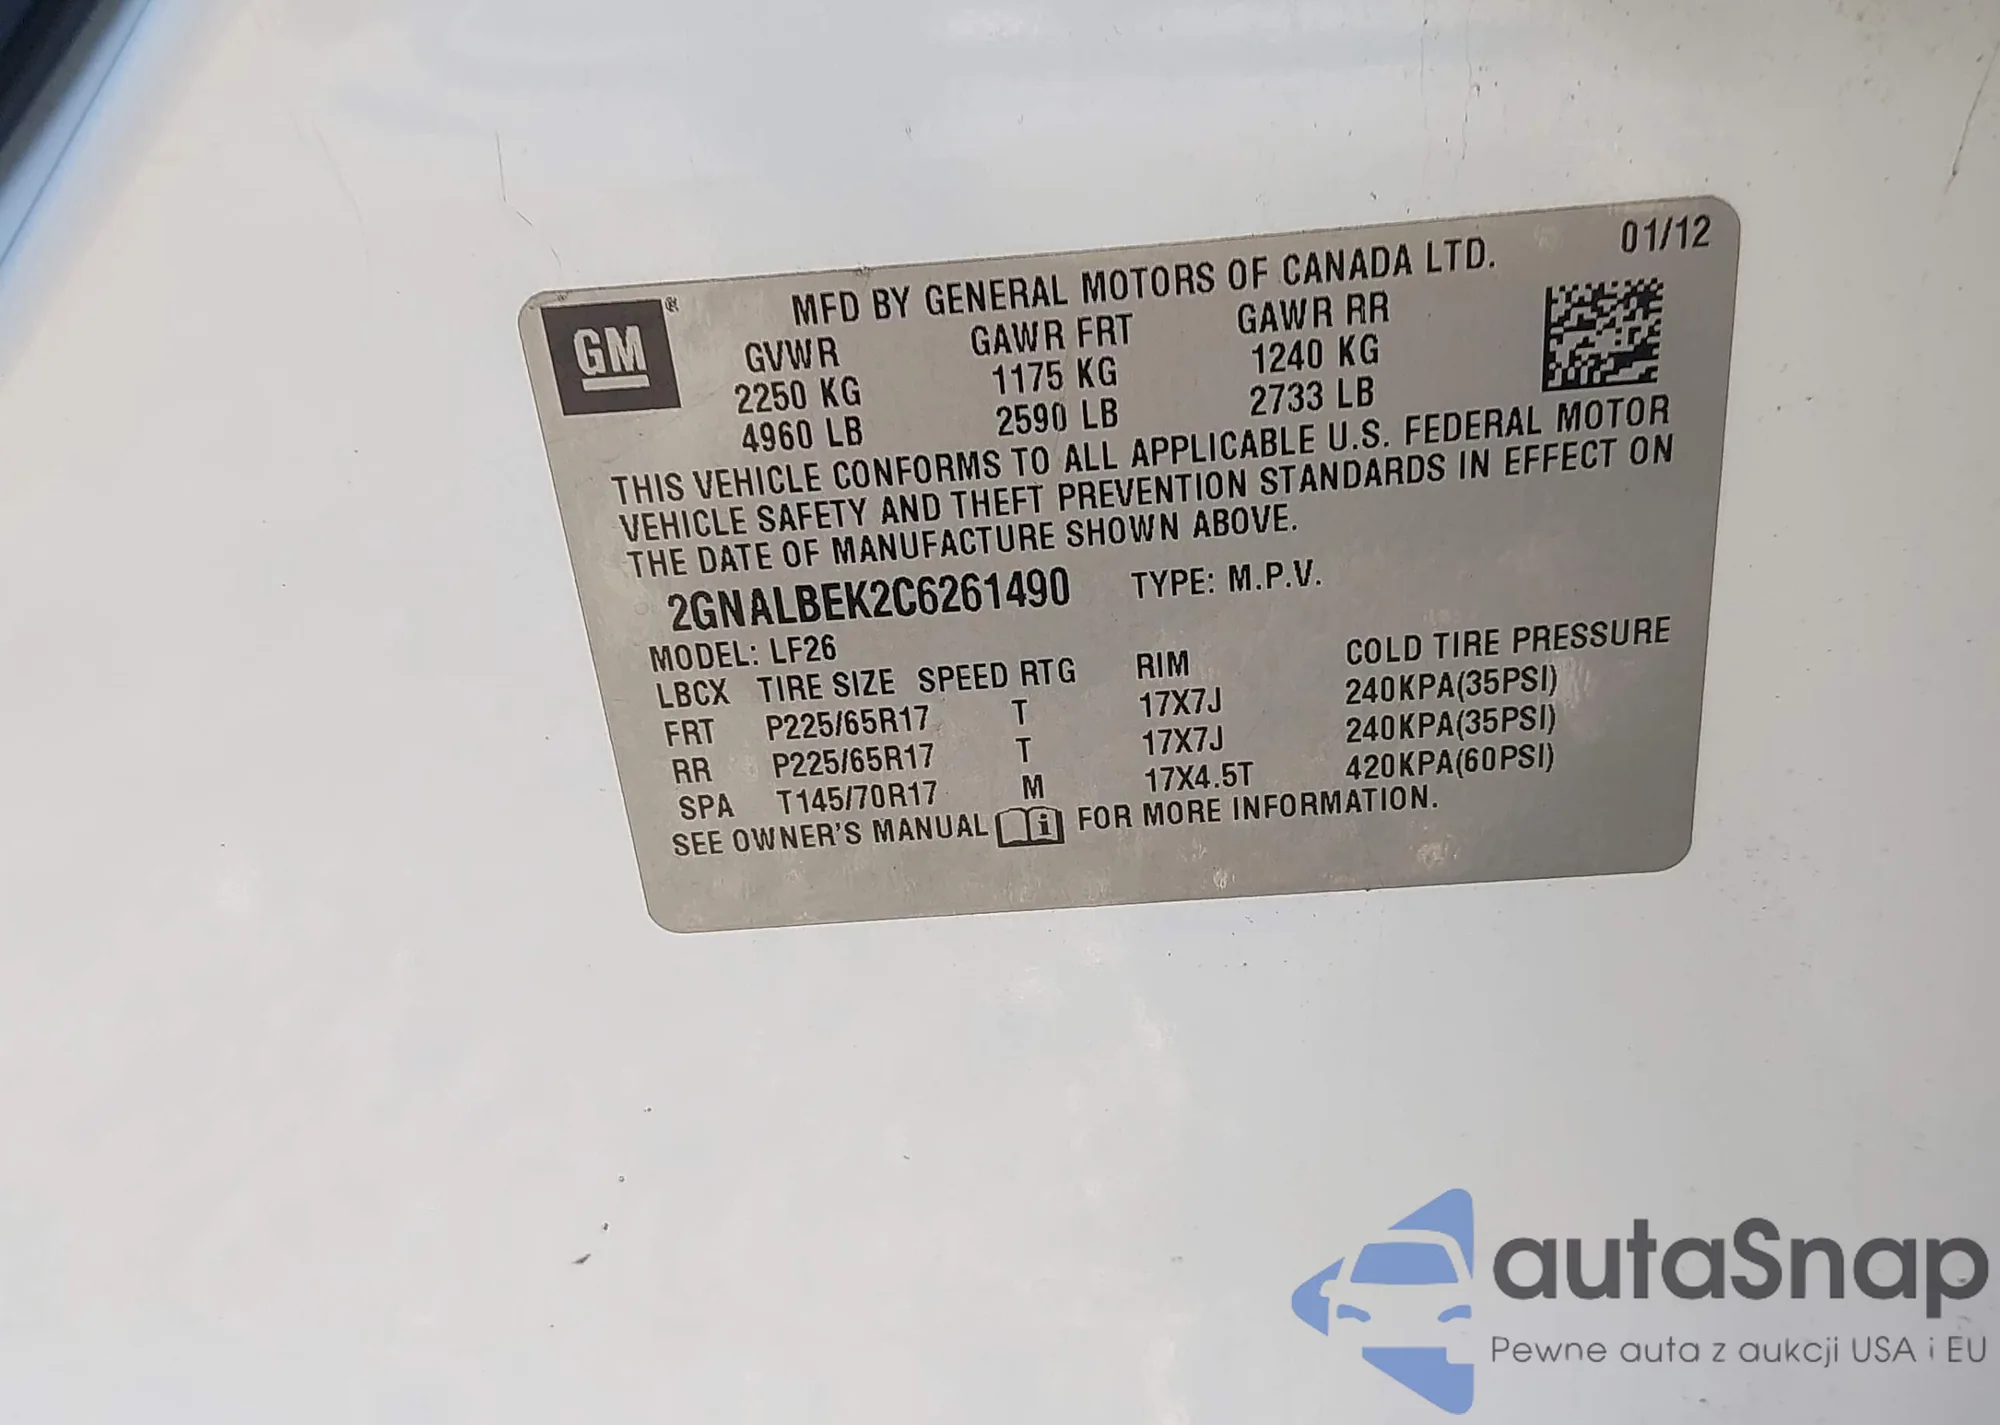 GM ®
MFD BY GENERAL MOTORS OF CANADA LTD. 01/12
GVWR GAWR FRT GAWR RR
2250 KG 1175 KG 1240 KG
4960 LB 2590 LB 2733 LB
THIS VEHICLE CONFORMS TO ALL APPLICABLE U.S. FEDERAL MOTOR
VEHICLE SAFETY AND THEFT PREVENTION STANDARDS IN EFFECT ON
THE DATE OF MANUFACTURE SHOWN ABOVE.
2GNALBEK2C6261490 TYPE: M.P.V.
MODEL: LF26
LBCX TIRE SIZE SPEED RTG RIM COLD TIRE PRESSURE
FRT P225/65R17 T 17X7J 240KPA(35PSI)
RR P225/65R17 T 17X7J 240KPA(35PSI)
SPA T145/70R17 M 17X4.5T 420KPA(60PSI)
SEE OWNER'S MANUAL i FOR MORE INFORMATION.
autaSnap
Pewne auta z aukcji USA i EU